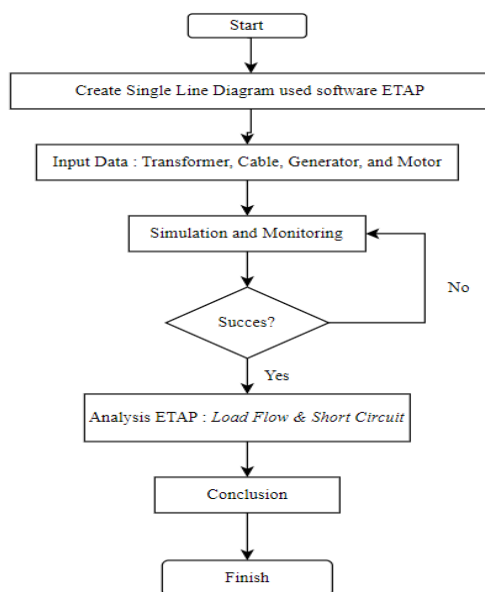 Start
Create Single Line Diagram used software ETAP
Input Data : Transformer, Cable, Generator, and Motor
Simulation and Monitoring
No
Succes?
Yes
Analysis ETAP : Load Flow & Short Circuit
Conclusion
Finish